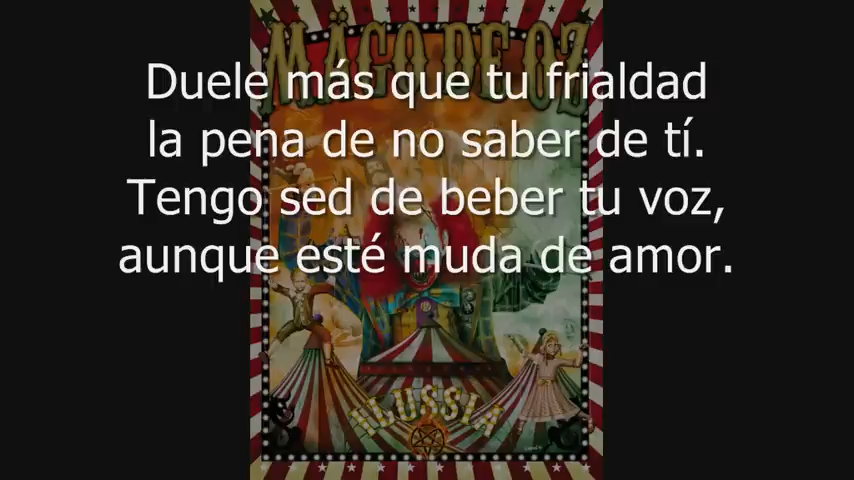 MÄGO DE OZ
Duele más que tu frialdad
la pena de no saber de tí.
Tengo sed de beber tu voz,
aunque esté muda de amor.
ILUSSIA